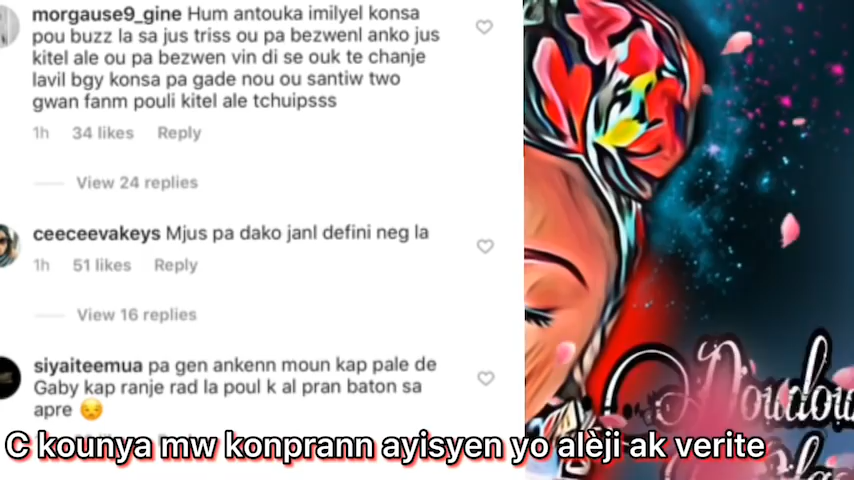 morgause9_gine Hum antouka imilyel konsa
pou buzz la sa jus triss ou pa bezwenl anko jus
kitel ale ou pa bezwen vin di se ouk te chanje
lavil bgy konsa pa gade nou ou santiw two
gwan fanm pouli kitel ale tchuipsss
1h 34 likes Reply
View 24 replies
ceeceevakeys Mjus pa dako janl defini neg la
1h 51 likes Reply
View 16 replies
siyaiteemua pa gen ankenn moun kap pale de
Gaby kap ranje rad la poul k al pran baton sa
apre 😒
C kounya mw konprann ayisyen yo alèji ak verite